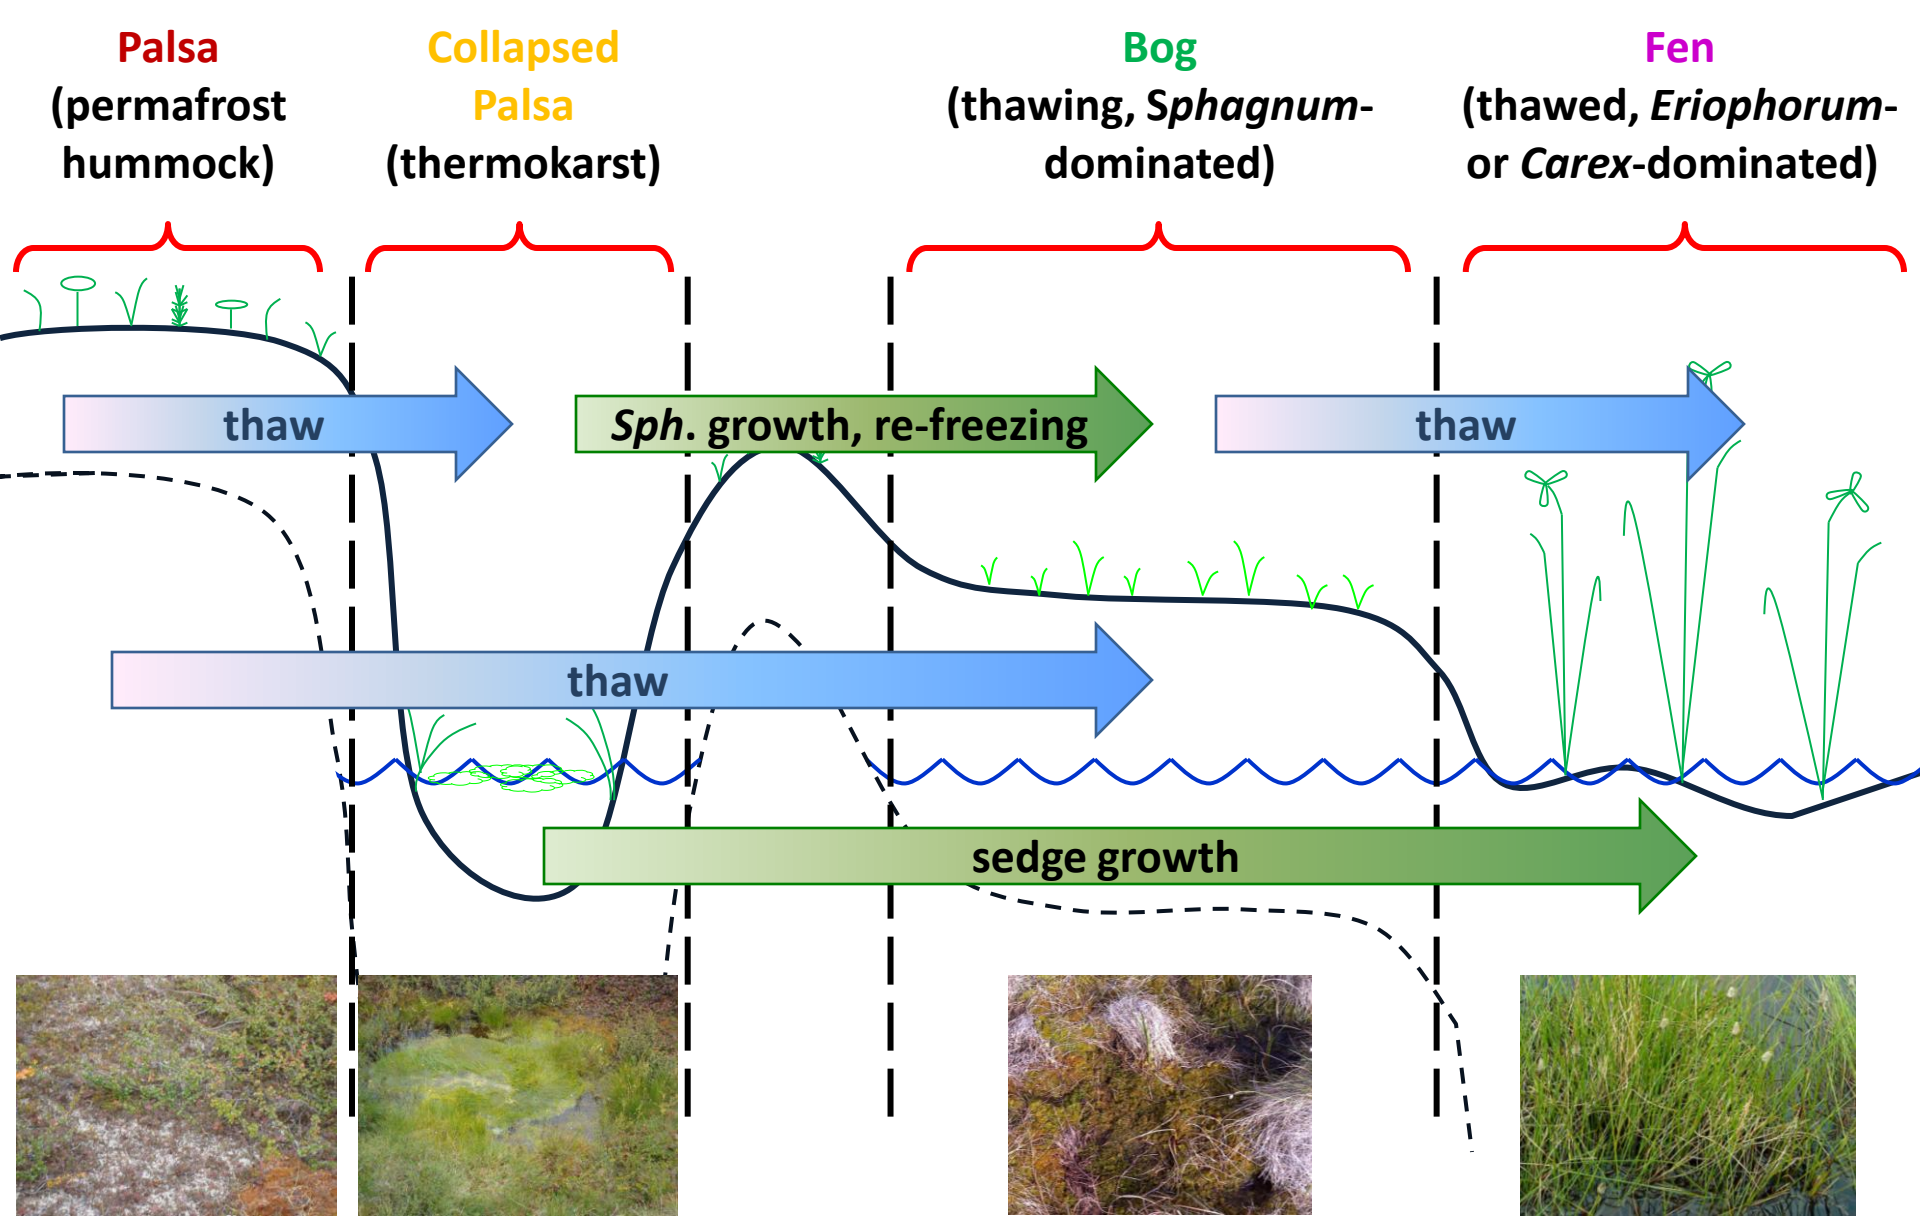 Palsa
(permafrost
hummock)
Collapsed
Palsa
(thermokarst)
Bog
(thawing, Sphagnum-
dominated)
Fen
(thawed, Eriophorum-
or Carex-dominated)
thaw
Sph. growth, re-freezing
thaw
thaw
sedge growth